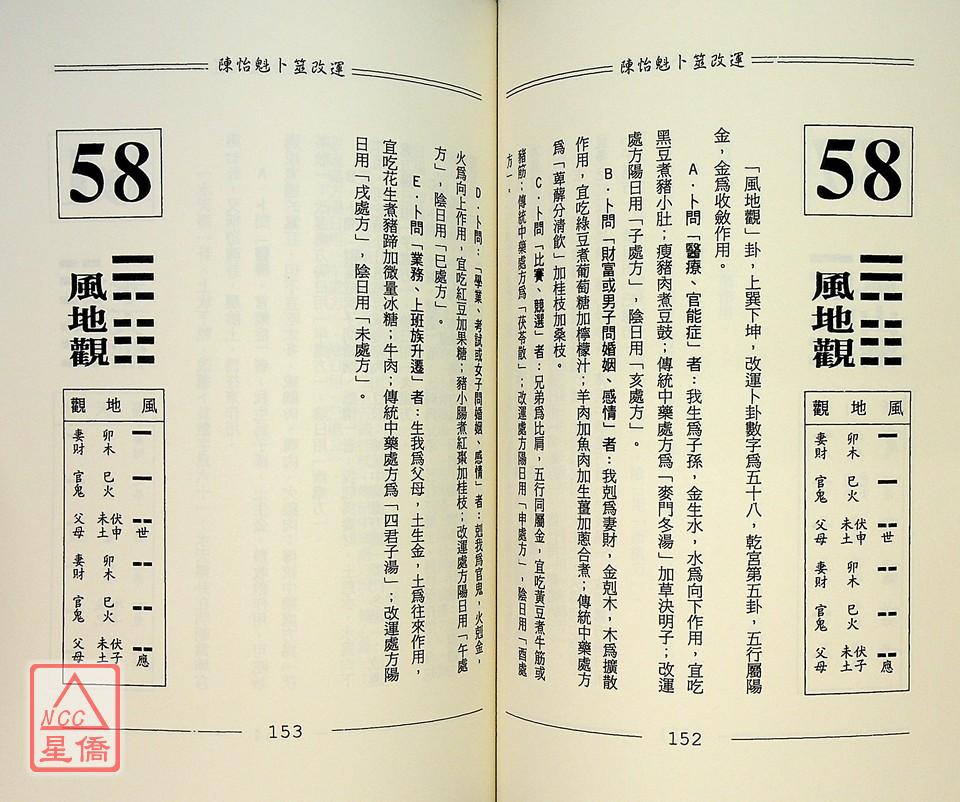 陳怡魁卜筮改運
58
風地觀
風地觀
卯木 妻財
巳火 官鬼
世 伏申 未土 父母
卯木 妻財
巳火 官鬼
應 伏子 未土 父母
「風地觀」卦，上巽下坤，改運卜卦數字為五十八，乾宮第五卦，五行屬陽
金，金為收斂作用。
A．卜問「醫療、官能症」者：我生為子孫，金生水，水為向下作用，宜吃
黑豆煮豬小肚；瘦豬肉煮豆豉；傳統中藥處方為「麥門冬湯」加草決明子；改運
處方陽日用「子處方」，陰日用「亥處方」。
B．卜問「財富或男子問婚姻、感情」者：我剋為妻財，金剋木，木為擴散
作用，宜吃綠豆煮葡萄糖加檸檬汁；羊肉加魚肉加生薑加蔥合煮；傳統中藥處方
為「萆薢分清飲」加桂枝加桑枝。
C．卜問「比賽、競選」者：兄弟為比肩，五行同屬金，宜吃黃豆煮牛筋或
豬筋；傳統中藥處方為「茯苓散」；改運處方陽日用「申處方」，陰日用「酉處
方」。
152
陳怡魁卜筮改運
D．卜問：「學業、考試或女子問婚姻、感情」者：剋我為官鬼，火剋金，
火為向上作用，宜吃紅豆加果糖；豬小腸煮紅棗加桂枝；改運處方陽日用「午處
方」，陰日用「巳處方」。
E．卜問「業務、上班族升遷」者：生我為父母，土生金，土為往來作用，
宜吃花生煮豬蹄加微量冰糖；牛肉；傳統中藥處方為「四君子湯」；改運處方陽
日用「戌處方」，陰日用「未處方」。
58
風地觀
風地觀
卯木 妻財
巳火 官鬼
世 伏申 未土 父母
卯木 妻財
巳火 官鬼
應 伏子 未土 父母
153
NCC
星僑